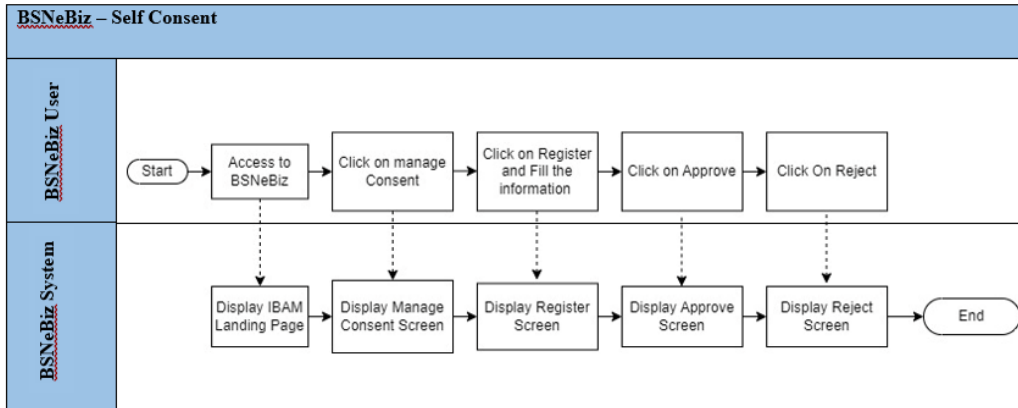 BSNeBiz – Self Consent
BSNeBiz User
Start
Access to
BSNeBiz
Click on manage
Consent
Click on Register
and Fill the
information
Click on Approve
Click On Reject
BSNeBiz System
Display IBAM
Landing Page
Display Manage
Consent Screen
Display Register
Screen
Display Approve
Screen
Display Reject
Screen
End